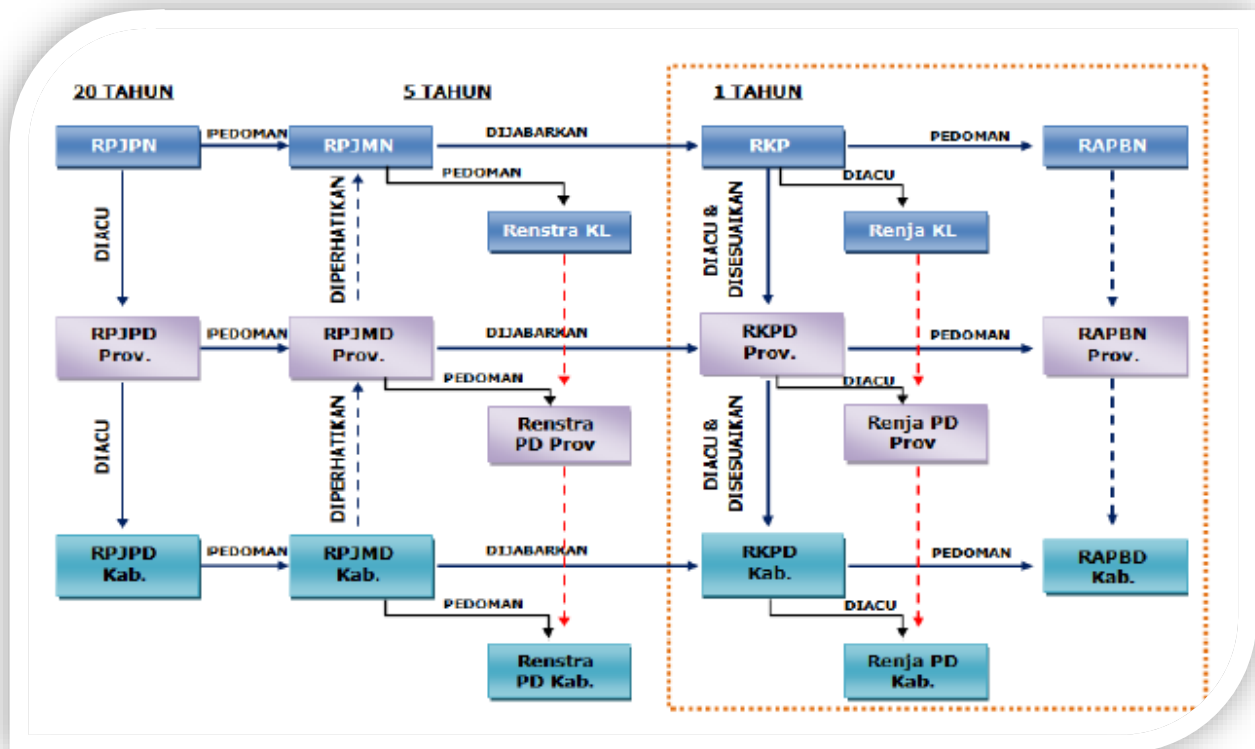 20 TAHUN
5 TAHUN
1 TAHUN
RPJPN
PEDOMAN
RPJMN
DIJABARKAN
RKP
PEDOMAN
RAPBN
PEDOMAN
DIACU
Renstra KL
Renja KL
DIACU
DIPERHATIKAN
DIACU &
DISESUAIKAN
RPJPD
Prov.
PEDOMAN
RPJMD
Prov.
DIJABARKAN
RKPD
Prov.
PEDOMAN
RAPBN
Prov.
PEDOMAN
DIACU
Renstra
PD Prov
Renja PD
Prov
DIACU
DIPERHATIKAN
DIACU &
DISESUAIKAN
RPJPD
Kab.
PEDOMAN
RPJMD
Kab.
DIJABARKAN
RKPD
Kab.
PEDOMAN
RAPBD
Kab.
PEDOMAN
DIACU
Renstra
PD Kab.
Renja PD
Kab.